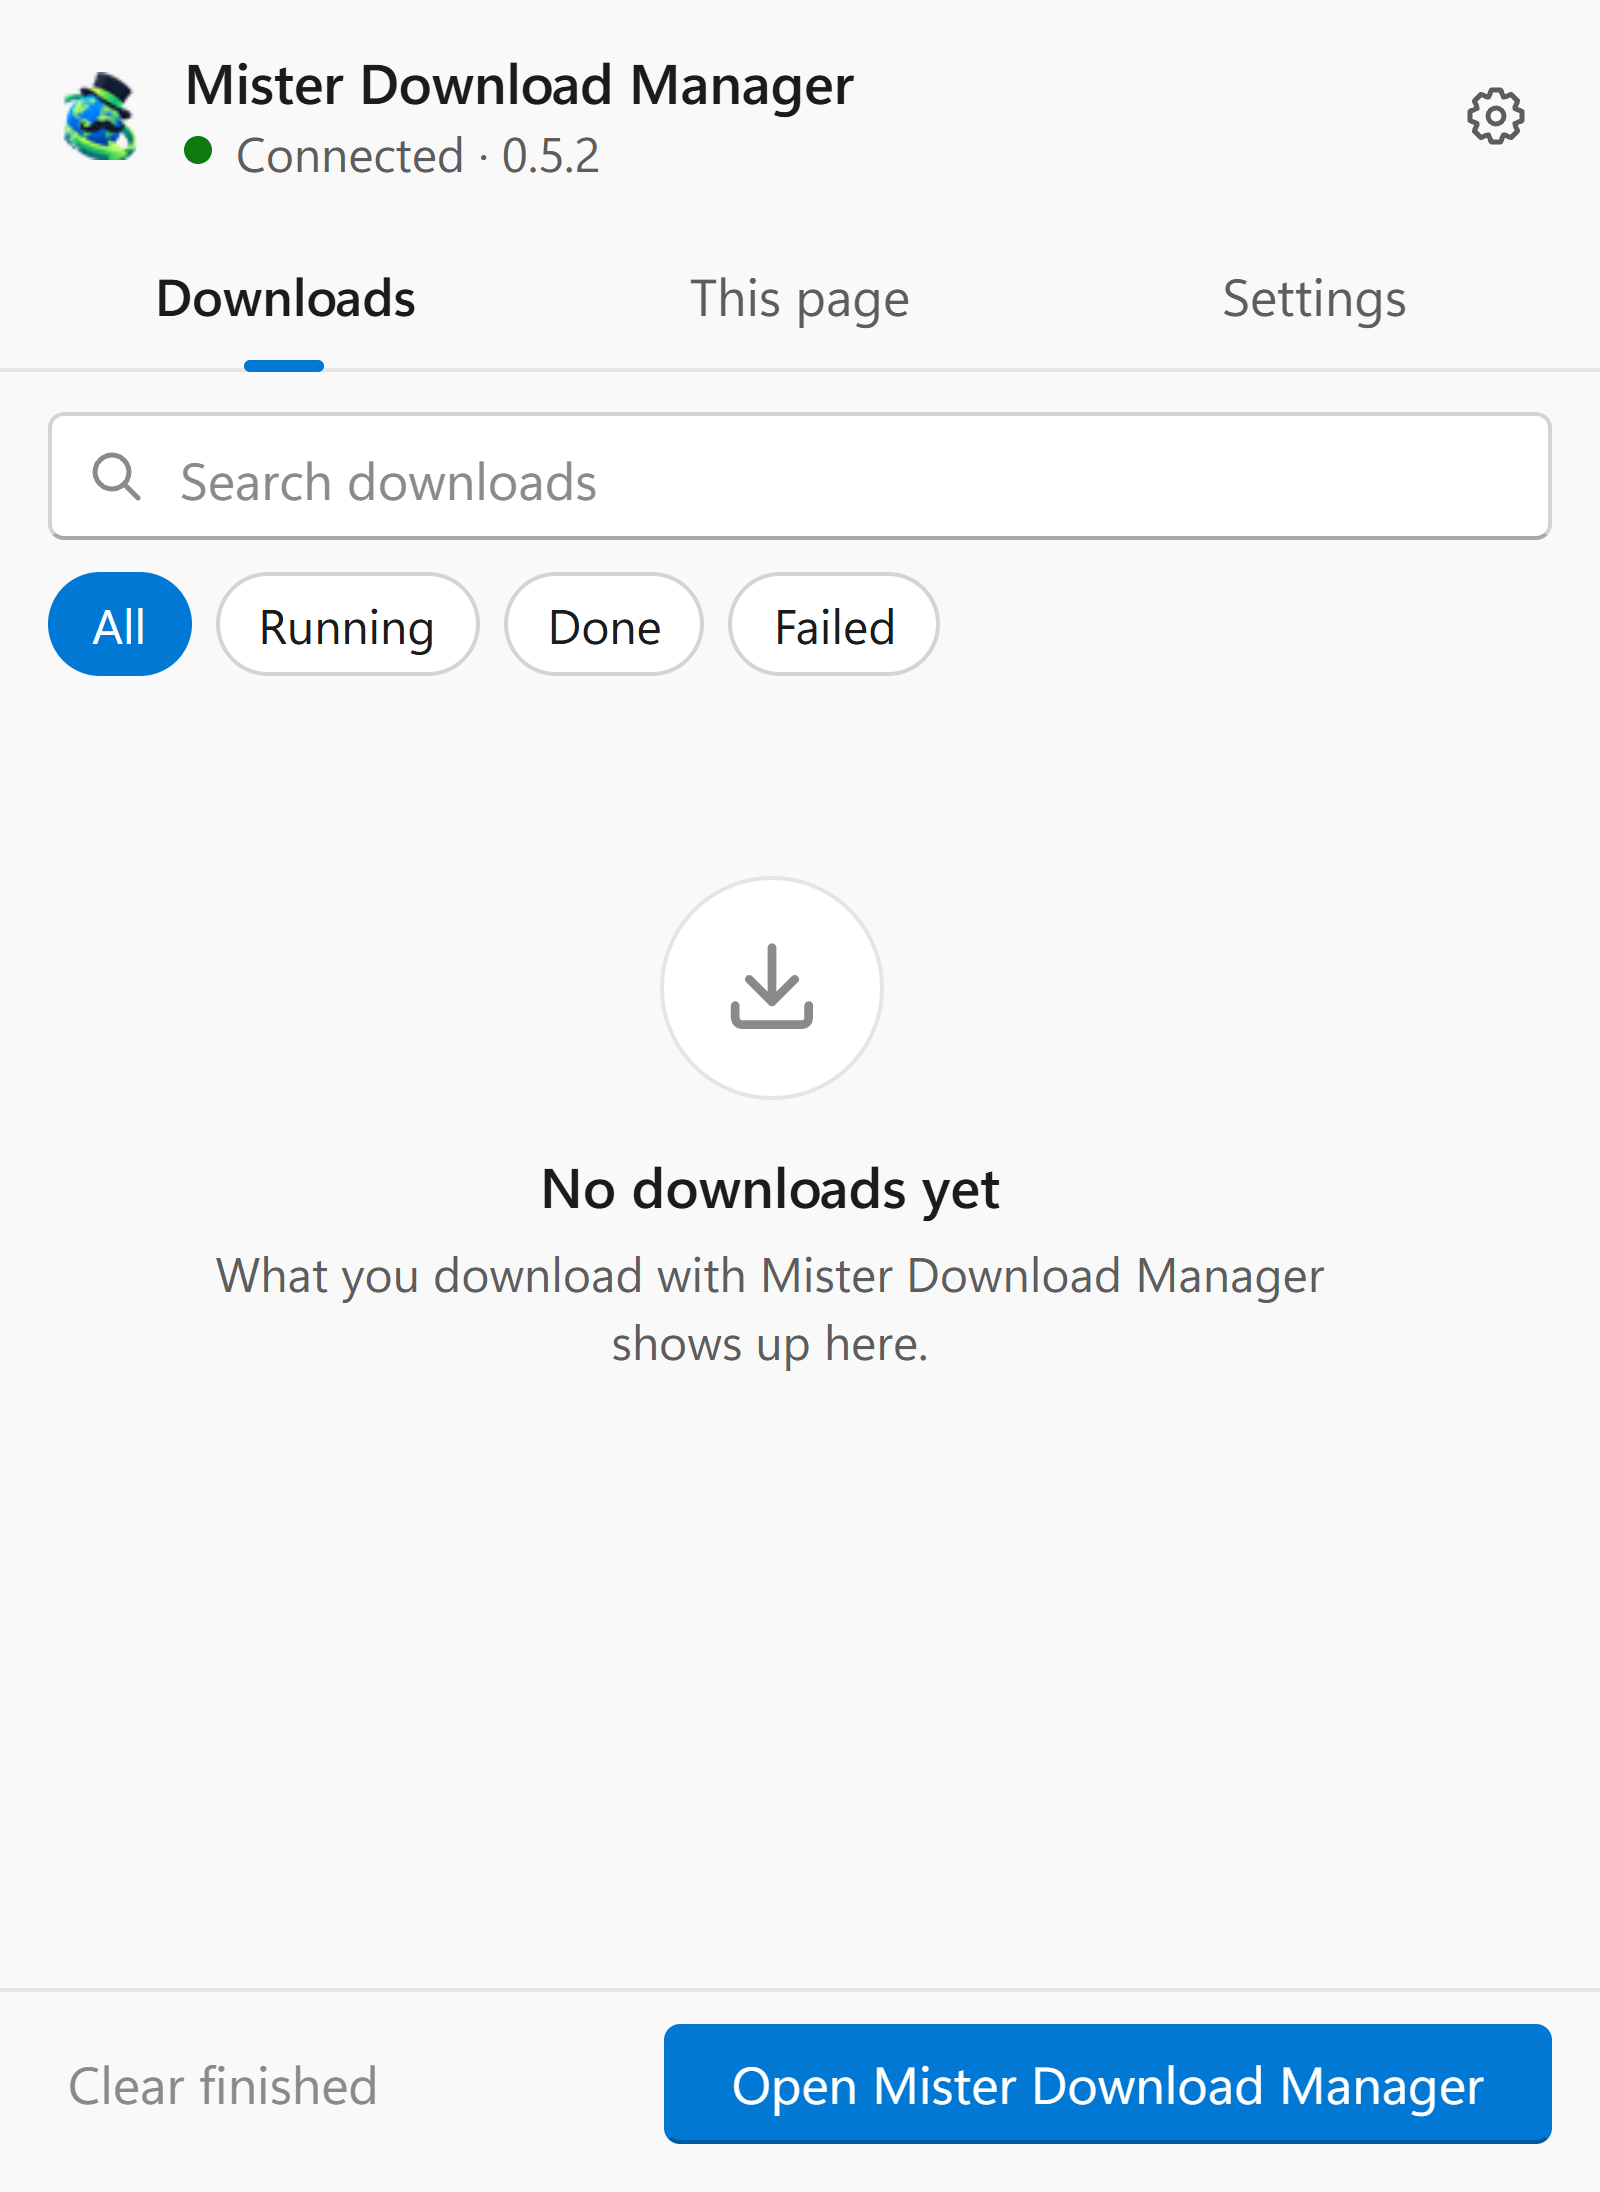 Mister Download Manager
Connected · 0.5.2
Downloads
This page
Settings
Search downloads
All
Running
Done
Failed
No downloads yet
What you download with Mister Download Manager
shows up here.
Clear finished
Open Mister Download Manager